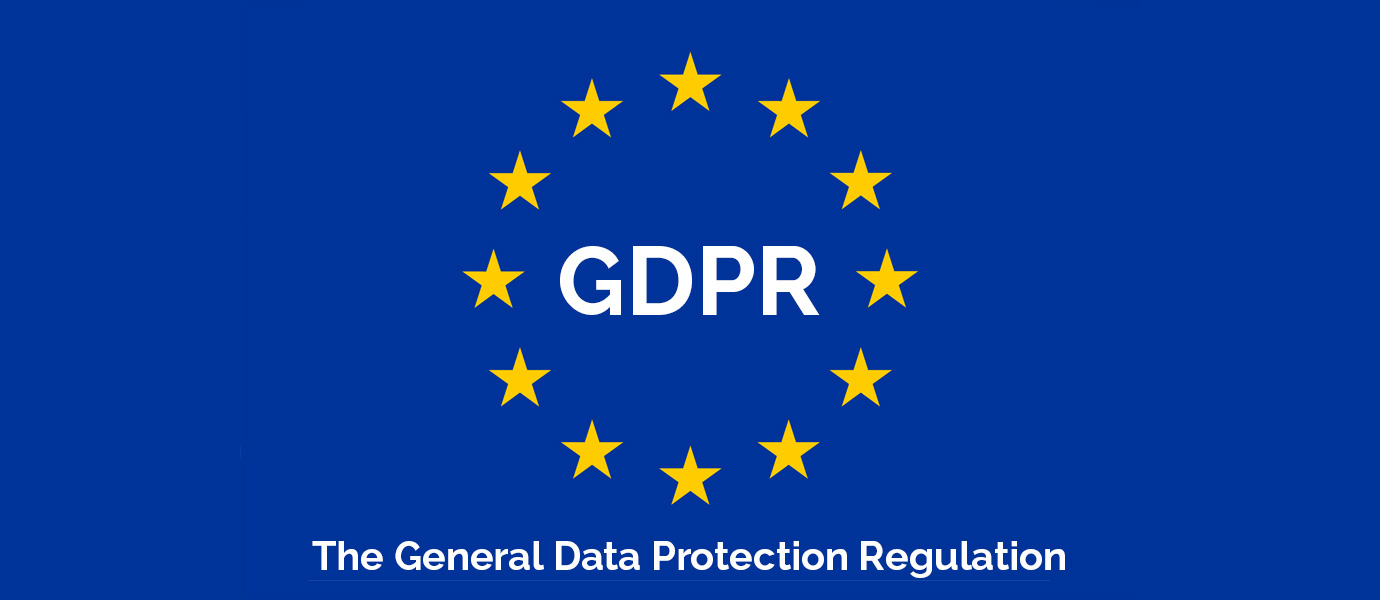 GDPR
The General Data Protection Regulation